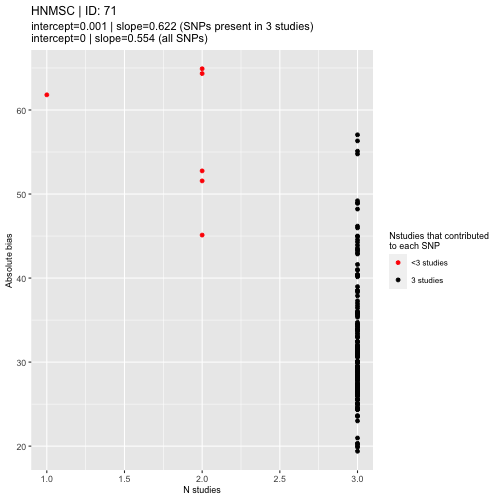 HNMSC | ID: 71
intercept=0.001 | slope=0.622 (SNPs present in 3 studies)
intercept=0 | slope=0.554 (all SNPs)
60
50
40
30
20
Absolute bias
1.0
1.5
2.0
2.5
3.0
N studies
Nstudies that contributed
to each SNP
<3 studies
3 studies